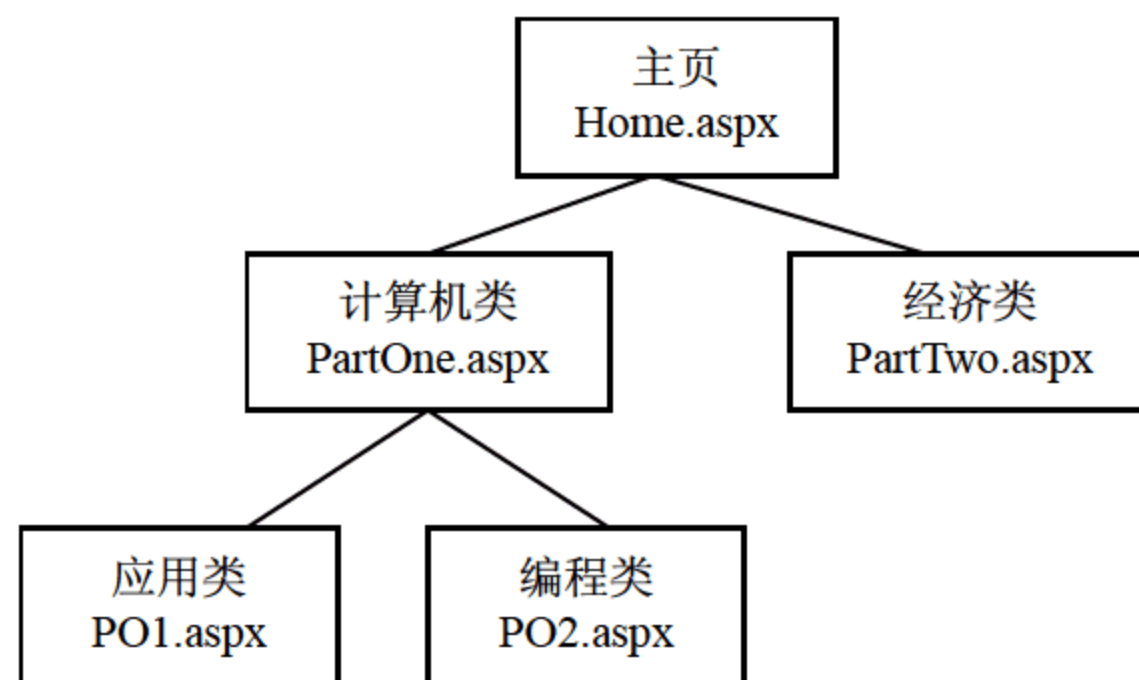 主页
Home.aspx
计算机类
PartOne.aspx
经济类
PartTwo.aspx
应用类
PO1.aspx
编程类
PO2.aspx